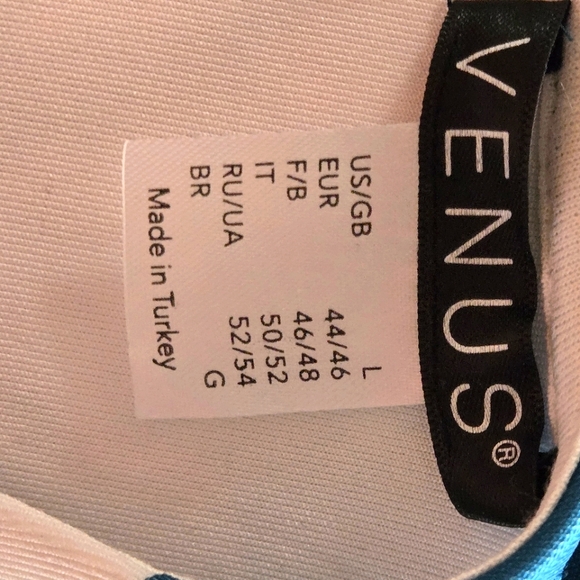 VENUS®
US/GB L
EUR 44/46
F/B 46/48
IT 50/52
RU/UA 52/54
BR G
Made in Turkey